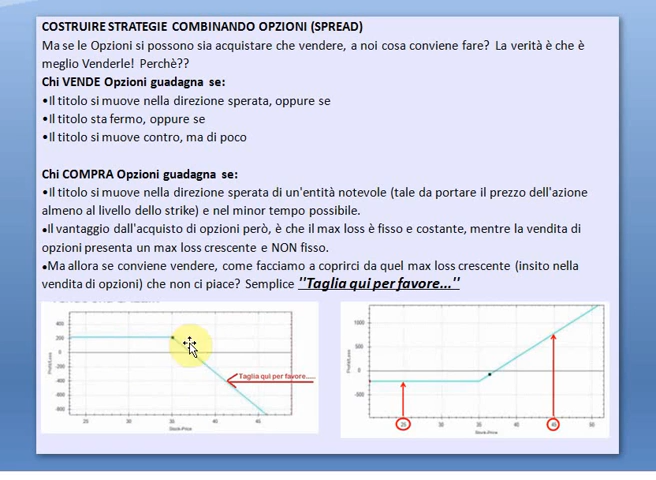 COSTRUIRE STRATEGIE COMBINANDO OPZIONI (SPREAD)
Ma se le Opzioni si possono sia acquistare che vendere, a noi cosa conviene fare? La verità è che è
meglio Venderle! Perchè??
Chi VENDE Opzioni guadagna se:
•Il titolo si muove nella direzione sperata, oppure se
•Il titolo sta fermo, oppure se
•Il titolo si muove contro, ma di poco
Chi COMPRA Opzioni guadagna se:
•Il titolo si muove nella direzione sperata di un'entità notevole (tale da portare il prezzo dell'azione
almeno al livello dello strike) e nel minor tempo possibile.
•Il vantaggio dall'acquisto di opzioni però, è che il max loss è fisso e costante, mentre la vendita di
opzioni presenta un max loss crescente e NON fisso.
•Ma allora se conviene vendere, come facciamo a coprirci da quel max loss crescente (insito nella
vendita di opzioni) che non ci piace? Semplice "Taglia qui per favore..."
400
200
0
-200
-400
-600
-800
Profit/Loss
Taglia qui per favore....
25
30
35
40
45
Stock-Price
1000
500
0
-500
Profit/Loss
25
30
35
40
45
50
Stock-Price